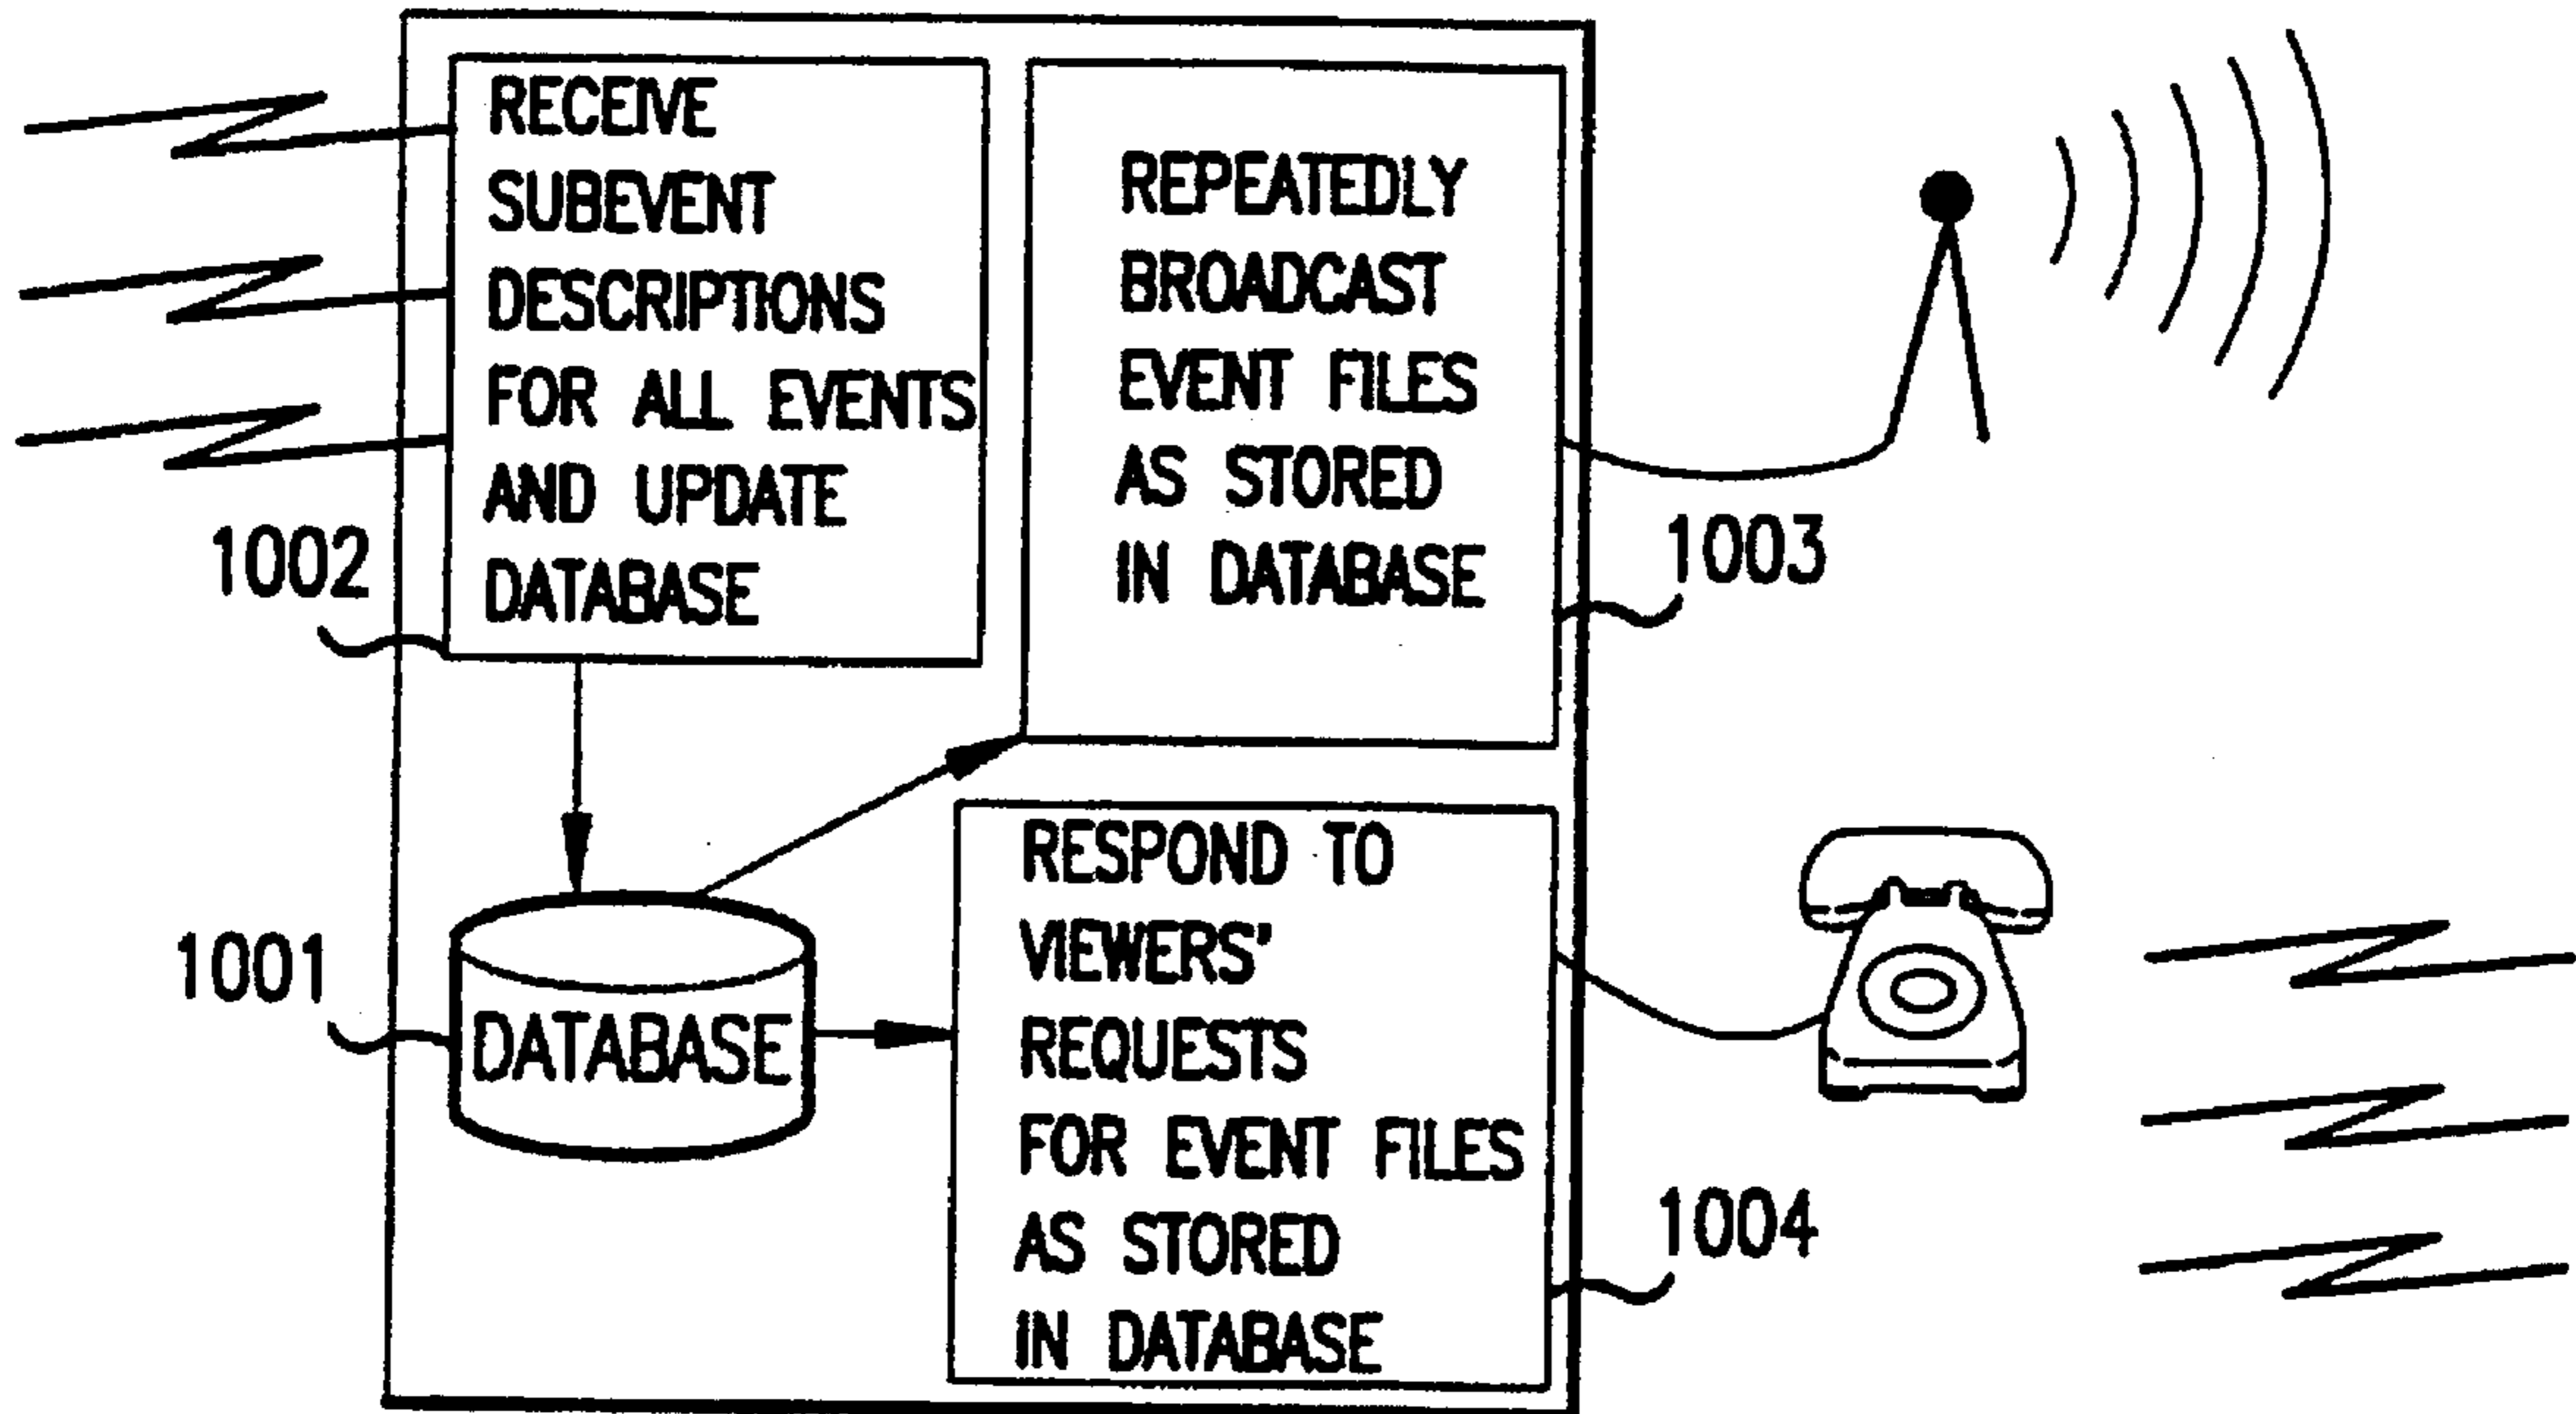 RECEIVE
SUBEVENT
DESCRIPTIONS
FOR ALL EVENTS
AND UPDATE
DATABASE
1002
REPEATEDLY
BROADCAST
EVENT FILES
AS STORED
IN DATABASE
1003
1001
DATABASE
RESPOND TO
VIEWERS'
REQUESTS
FOR EVENT FILES
AS STORED
IN DATABASE
1004